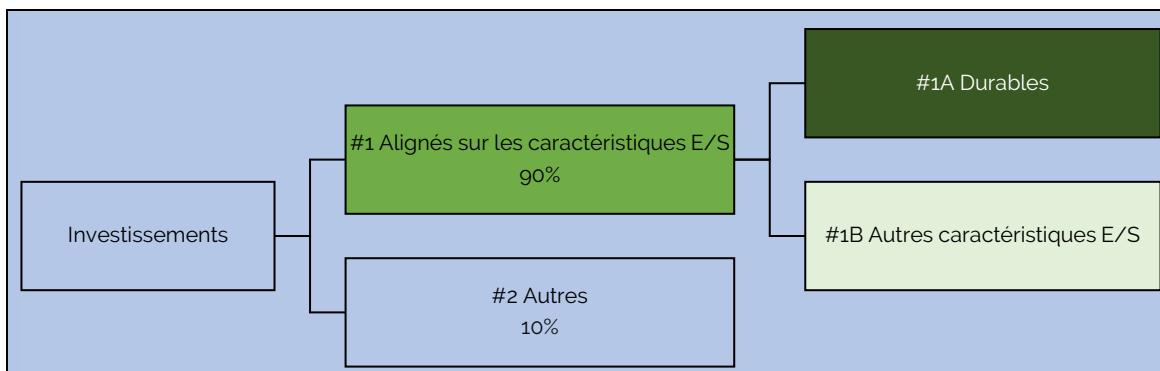 #1A Durables
#1 Alignés sur les caractéristiques E/S
90%
Investissements
#1B Autres caractéristiques E/S
#2 Autres
10%